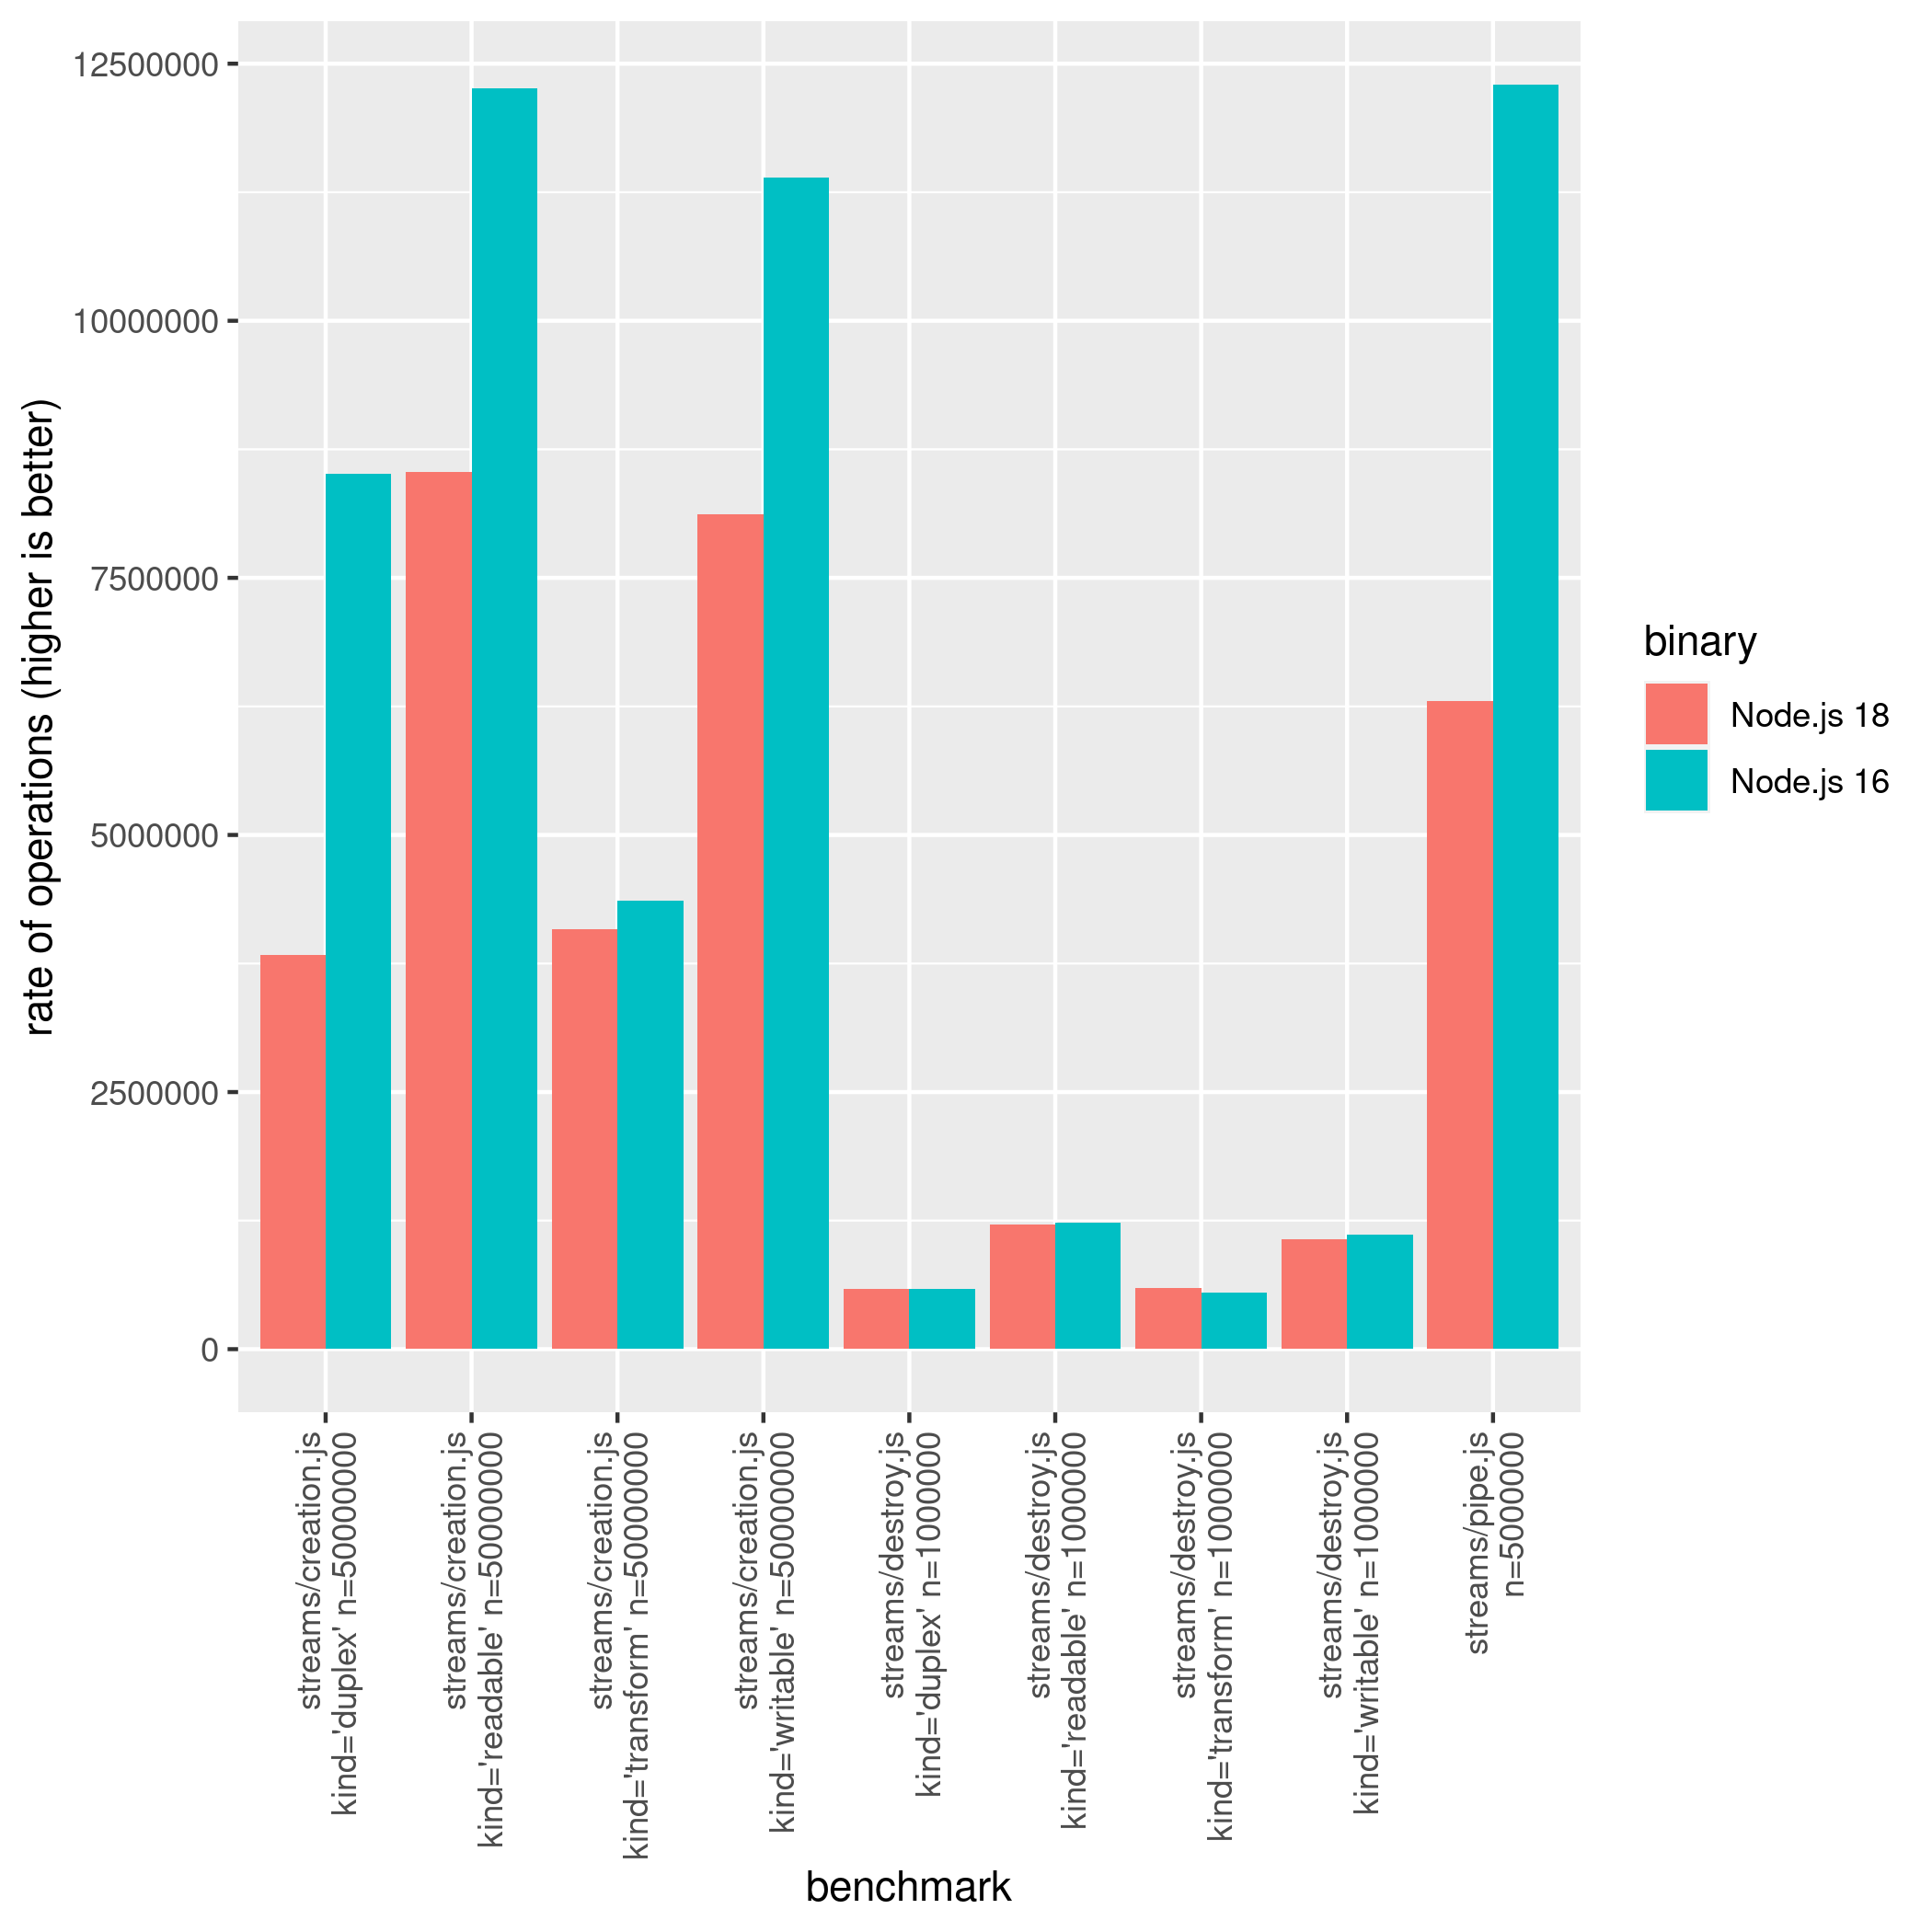 12500000
10000000
7500000
5000000
2500000
0
rate of operations (higher is better)
streams/creation.js
kind='duplex' n=50000000
streams/creation.js
kind='readable' n=50000000
streams/creation.js
kind='transform' n=50000000
streams/creation.js
kind='writable' n=50000000
streams/destroy.js
kind='duplex' n=1000000
streams/destroy.js
kind='readable' n=1000000
streams/destroy.js
kind='transform' n=1000000
streams/destroy.js
kind='writable' n=1000000
streams/pipe.js
n=5000000
benchmark
binary
Node.js 18
Node.js 16